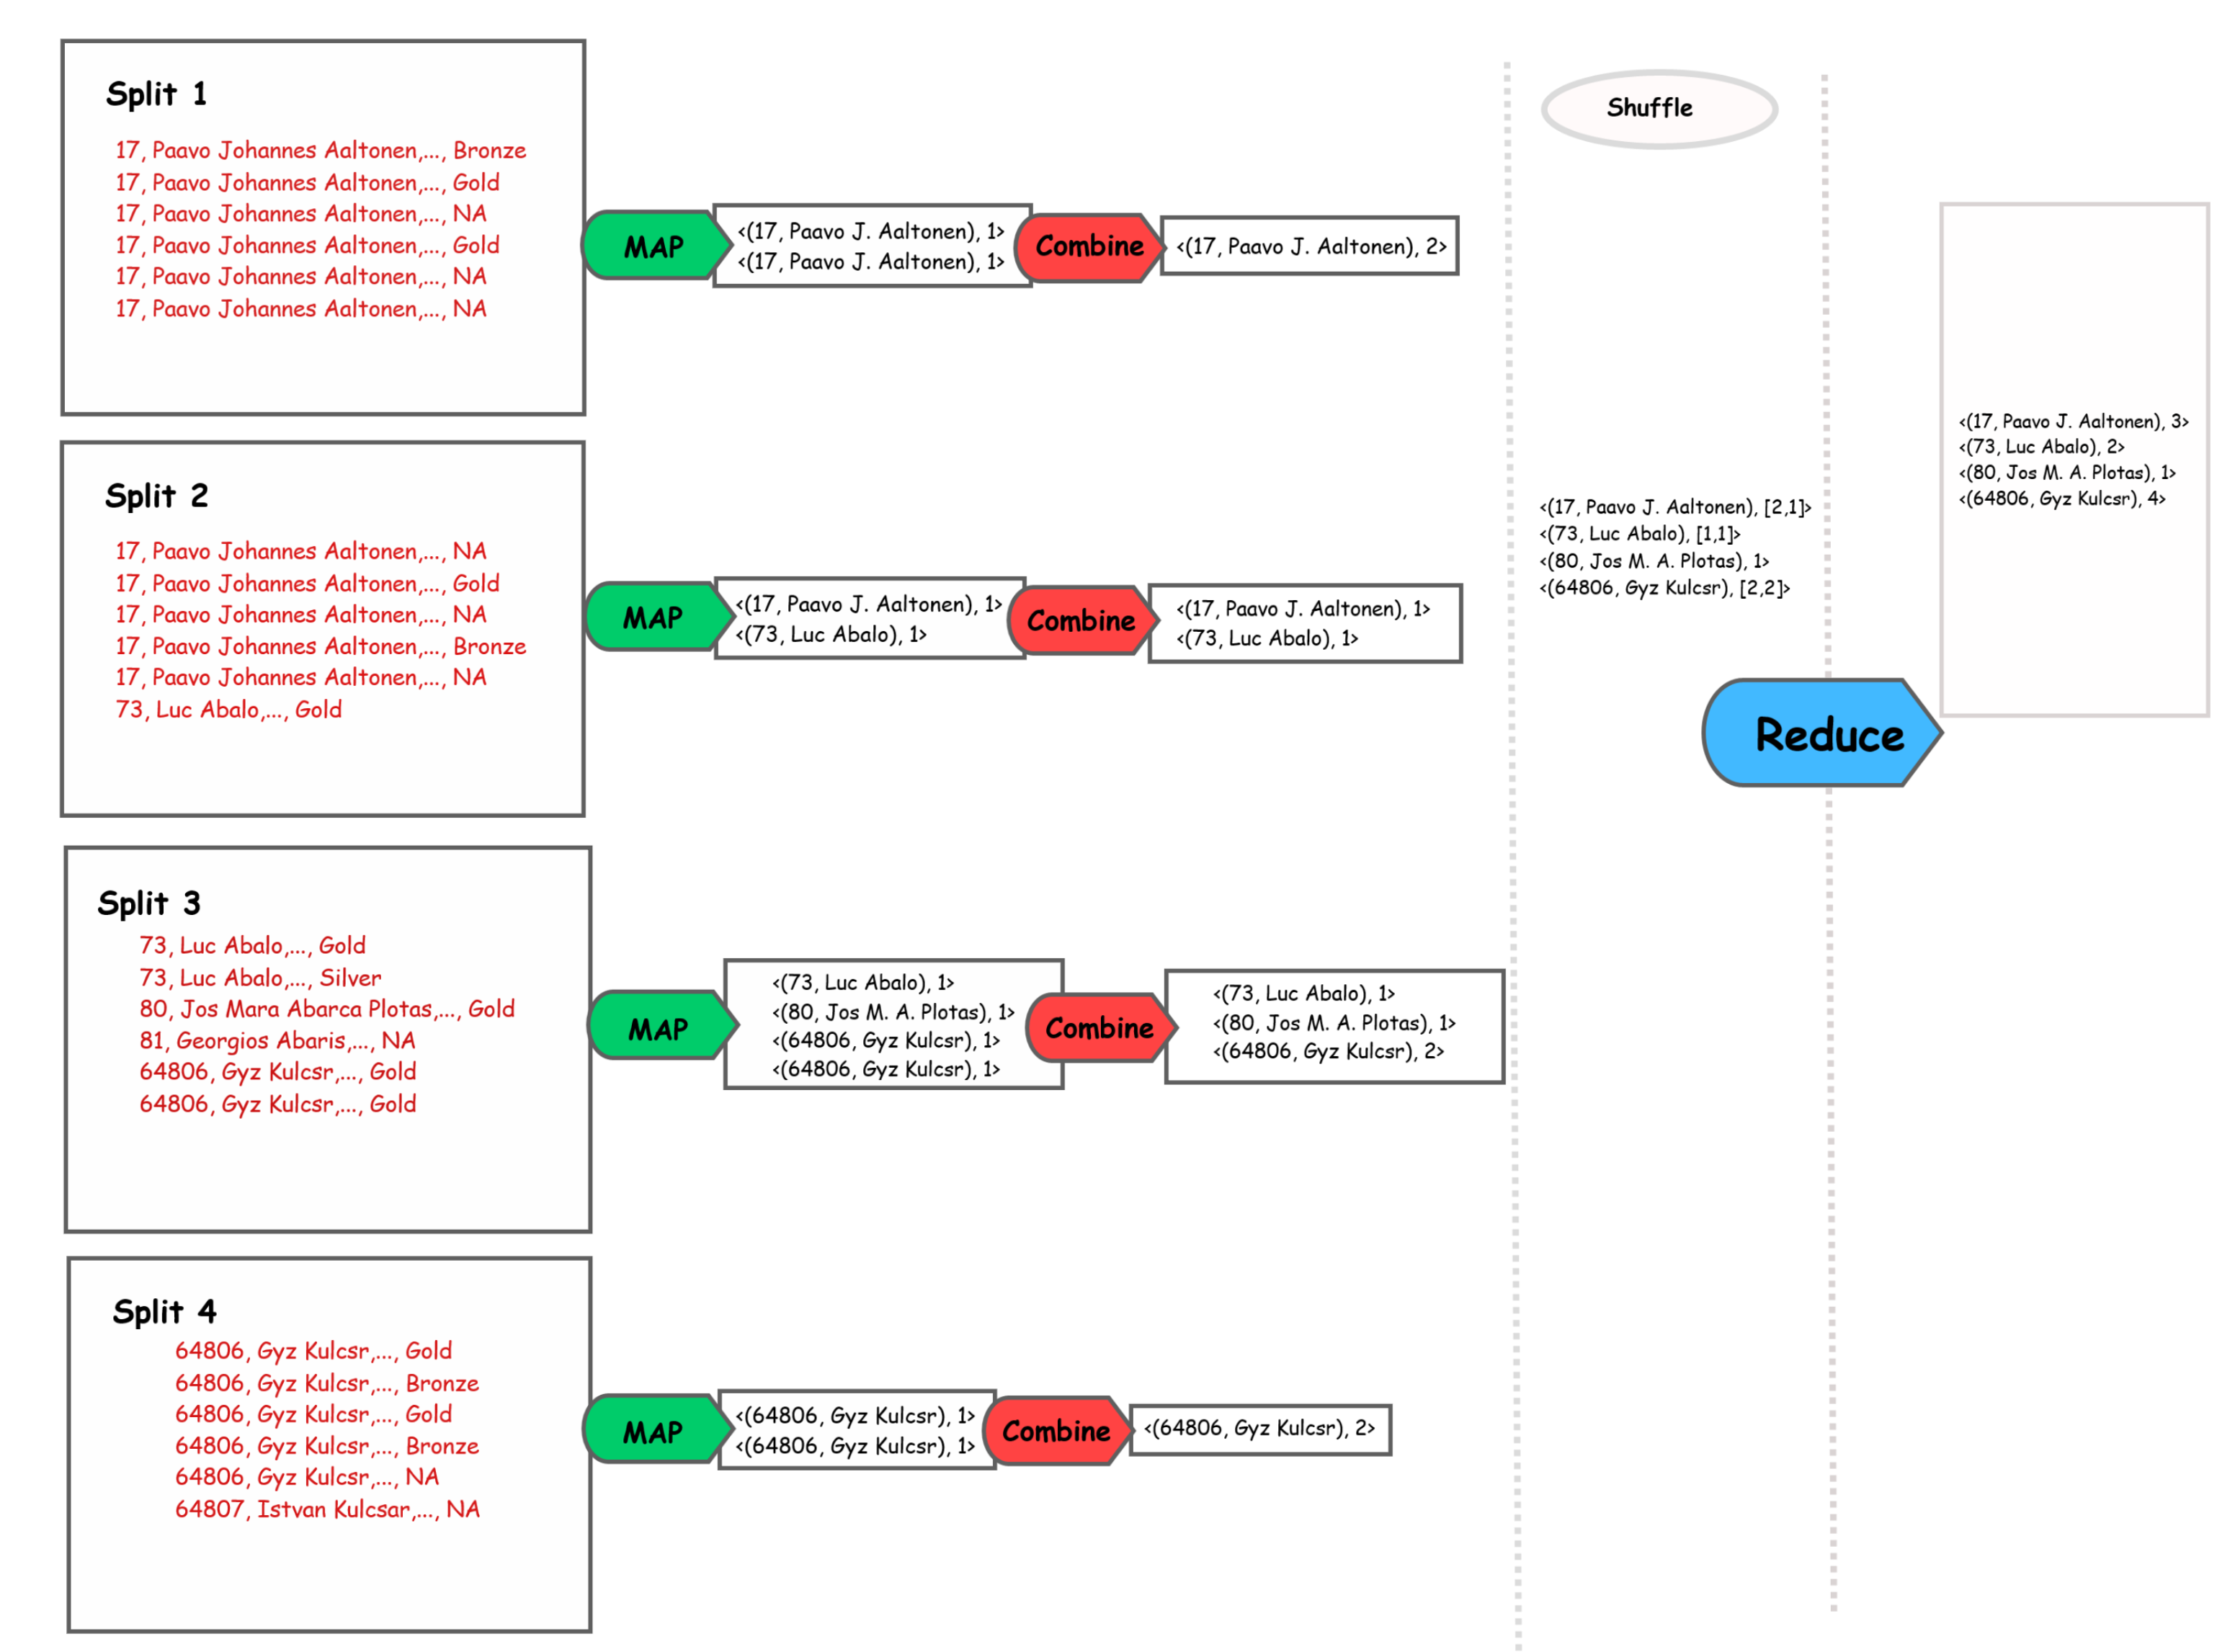 Split 1
17, Paavo Johannes Aaltonen,..., Bronze
17, Paavo Johannes Aaltonen,..., Gold
17, Paavo Johannes Aaltonen,..., NA
17, Paavo Johannes Aaltonen,..., Gold
17, Paavo Johannes Aaltonen,..., NA
17, Paavo Johannes Aaltonen,..., NA
MAP
<(17, Paavo J. Aaltonen), 1>
<(17, Paavo J. Aaltonen), 1>
Combine
<(17, Paavo J. Aaltonen), 2>
Split 2
17, Paavo Johannes Aaltonen,..., NA
17, Paavo Johannes Aaltonen,..., Gold
17, Paavo Johannes Aaltonen,..., NA
17, Paavo Johannes Aaltonen,..., Bronze
17, Paavo Johannes Aaltonen,..., NA
73, Luc Abalo,..., Gold
MAP
<(17, Paavo J. Aaltonen), 1>
<(73, Luc Abalo), 1>
Combine
<(17, Paavo J. Aaltonen), 1>
<(73, Luc Abalo), 1>
Split 3
73, Luc Abalo,..., Gold
73, Luc Abalo,..., Silver
80, Jos Mara Abarca Plotas,..., Gold
81, Georgios Abaris,..., NA
64806, Gyz Kulcsr,..., Gold
64806, Gyz Kulcsr,..., Gold
MAP
<(73, Luc Abalo), 1>
<(80, Jos M. A. Plotas), 1>
<(64806, Gyz Kulcsr), 1>
<(64806, Gyz Kulcsr), 1>
Combine
<(73, Luc Abalo), 1>
<(80, Jos M. A. Plotas), 1>
<(64806, Gyz Kulcsr), 2>
Split 4
64806, Gyz Kulcsr,..., Gold
64806, Gyz Kulcsr,..., Bronze
64806, Gyz Kulcsr,..., Gold
64806, Gyz Kulcsr,..., Bronze
64806, Gyz Kulcsr,..., NA
64807, Istvan Kulcsar,..., NA
MAP
<(64806, Gyz Kulcsr), 1>
<(64806, Gyz Kulcsr), 1>
Combine
<(64806, Gyz Kulcsr), 2>
Shuffle
<(17, Paavo J. Aaltonen), [2,1]>
<(73, Luc Abalo), [1,1]>
<(80, Jos M. A. Plotas), 1>
<(64806, Gyz Kulcsr), [2,2]>
Reduce
<(17, Paavo J. Aaltonen), 3>
<(73, Luc Abalo), 2>
<(80, Jos M. A. Plotas), 1>
<(64806, Gyz Kulcsr), 4>